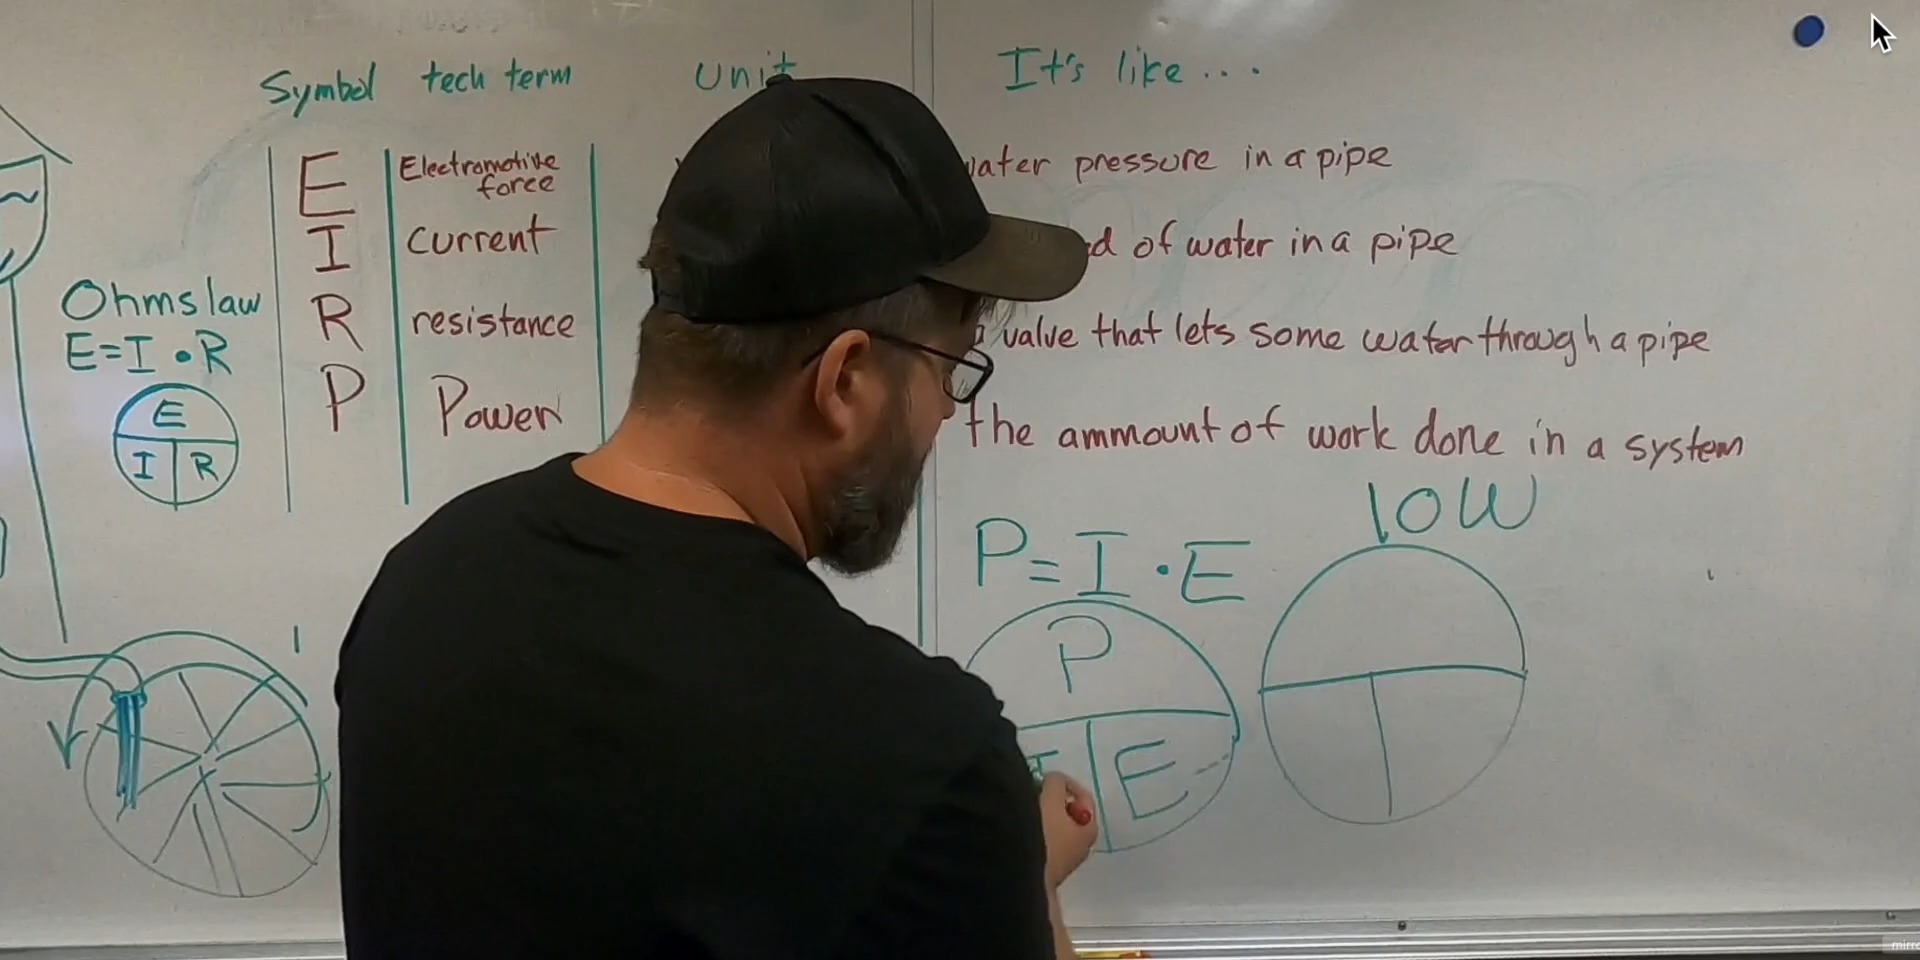 Symbol tech term Unit It's like...
E Electromotive force water pressure in a pipe
I current of water in a pipe
R resistance valve that lets some water through a pipe
P Power the ammount of work done in a system
Ohms law
E=I•R
E
I R
P=I•E
P
I E
10W